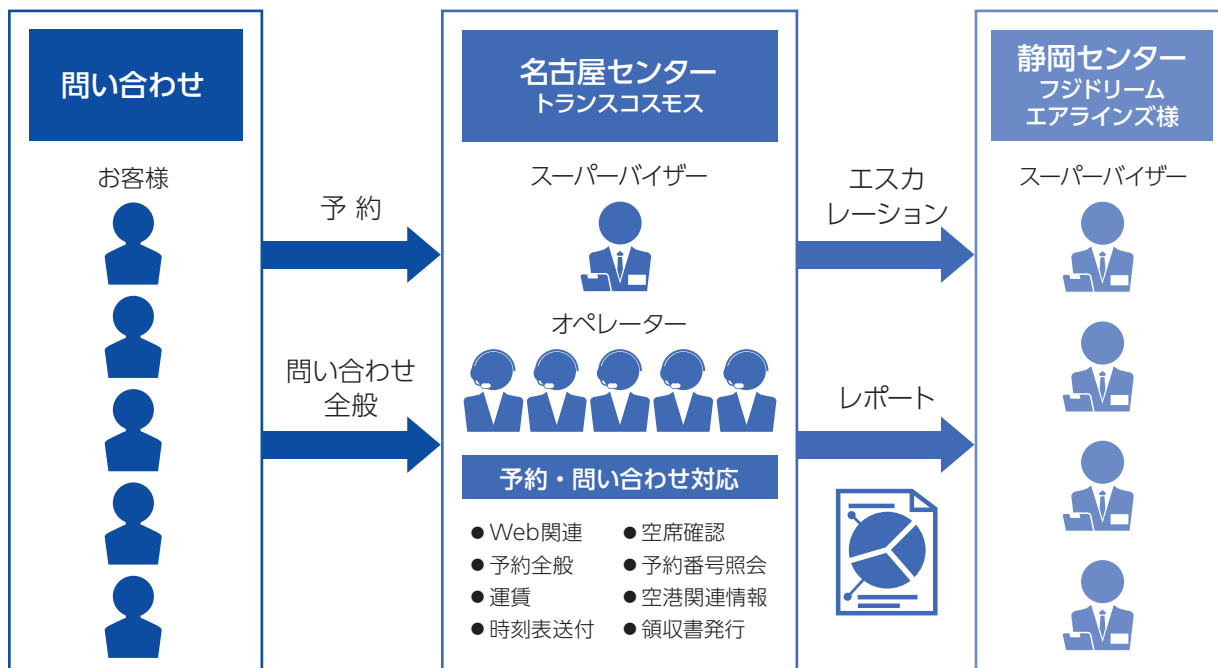 問い合わせ
お客様
予 約
問い合わせ
全般
名古屋センター
トランスコスモス
スーパーバイザー
オペレーター
予約・問い合わせ対応
● Web関連
● 予約全般
● 運賃
● 時刻表送付
● 空席確認
● 予約番号照会
● 空港関連情報
● 領収書発行
エスカ
レーション
レポート
静岡センター
フジドリーム
エアラインズ様
スーパーバイザー